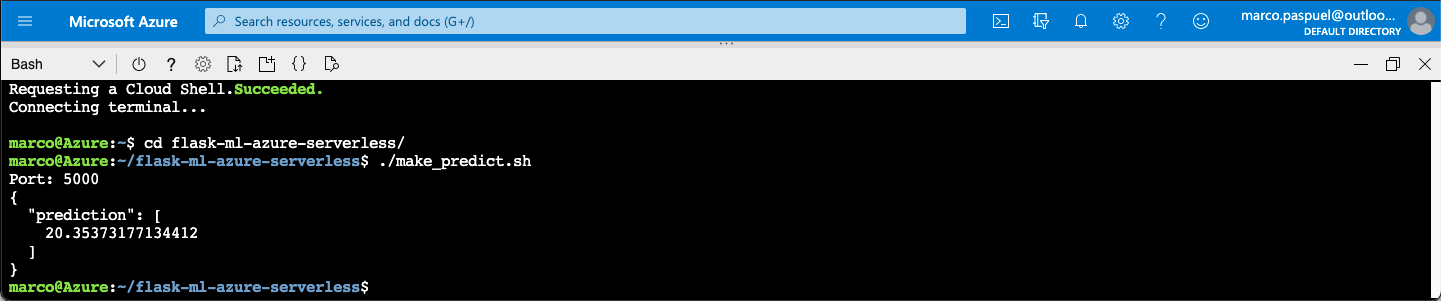 Microsoft Azure
Search resources, services, and docs (G+/)
marco.paspuel@outloo...
DEFAULT DIRECTORY
Bash
Requesting a Cloud Shell.Succeeded.
Connecting terminal...
marco@Azure:~$ cd flask-ml-azure-serverless/
marco@Azure:~/flask-ml-azure-serverless$ ./make_predict.sh
Port: 5000
{
  "prediction": [
    20.35373177134412
  ]
}
marco@Azure:~/flask-ml-azure-serverless$